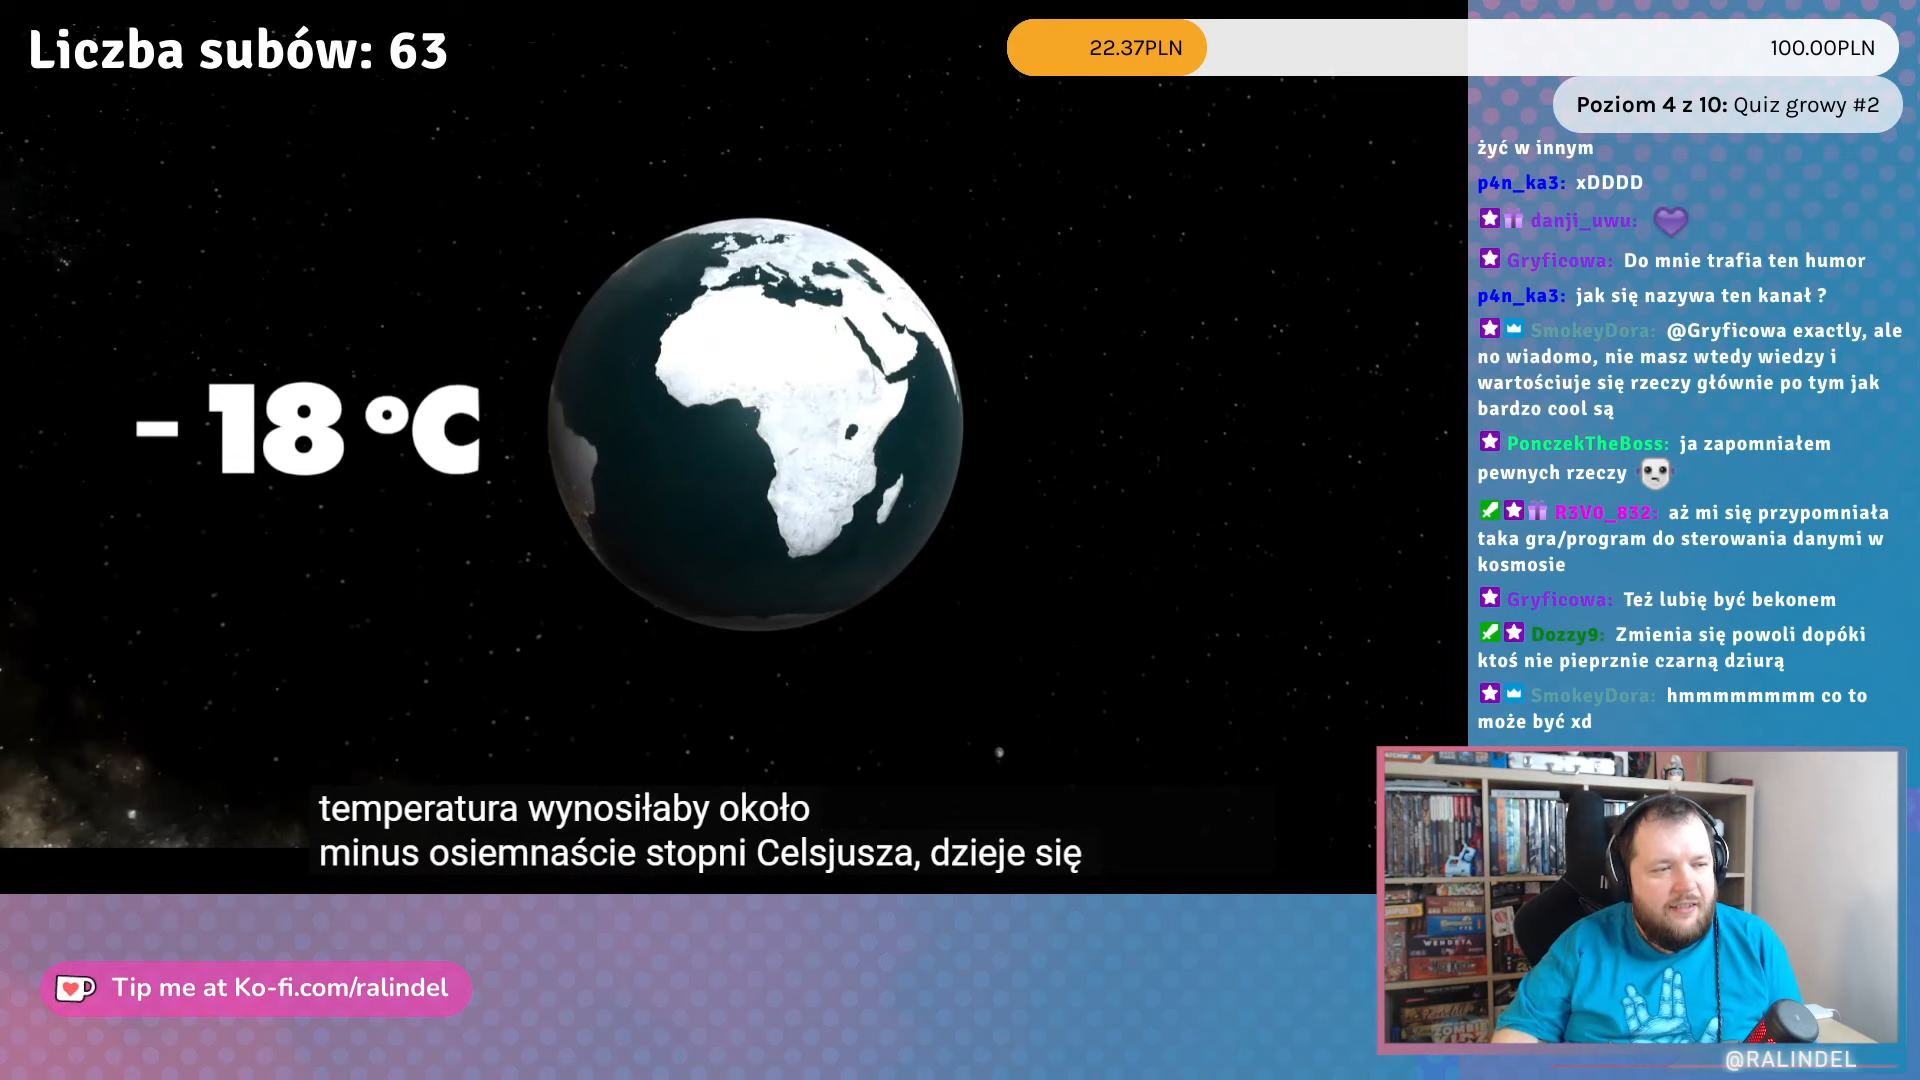 Liczba subów: 63
22.37PLN
100.00PLN
Poziom 4 z 10: Quiz growy #2
żyć w innym
p4n_ka3: xDDDD
danji_uwu:
Gryficowa: Do mnie trafia ten humor
p4n_ka3: jak się nazywa ten kanał ?
SmokeyDora: @Gryficowa exactly, ale
no wiadomo, nie masz wtedy wiedzy i
wartościuje się rzeczy głównie po tym jak
bardzo cool są
PonczekTheBoss: ja zapomniałem
pewnych rzeczy
R3V0_832: aż mi się przypomniała
taka gra/program do sterowania danymi w
kosmosie
Gryficowa: Też lubię być bekonem
Dozzy9: Zmienia się powoli dopóki
ktoś nie pieprznie czarną dziurą
SmokeyDora: hmmmmmmmm co to
może być xd
- 18 °C
temperatura wynosiłaby około
minus osiemnaście stopni Celsjusza, dzieje się
Tip me at Ko-fi.com/ralindel
WENDETA
ZOMBIE
@RALINDEL